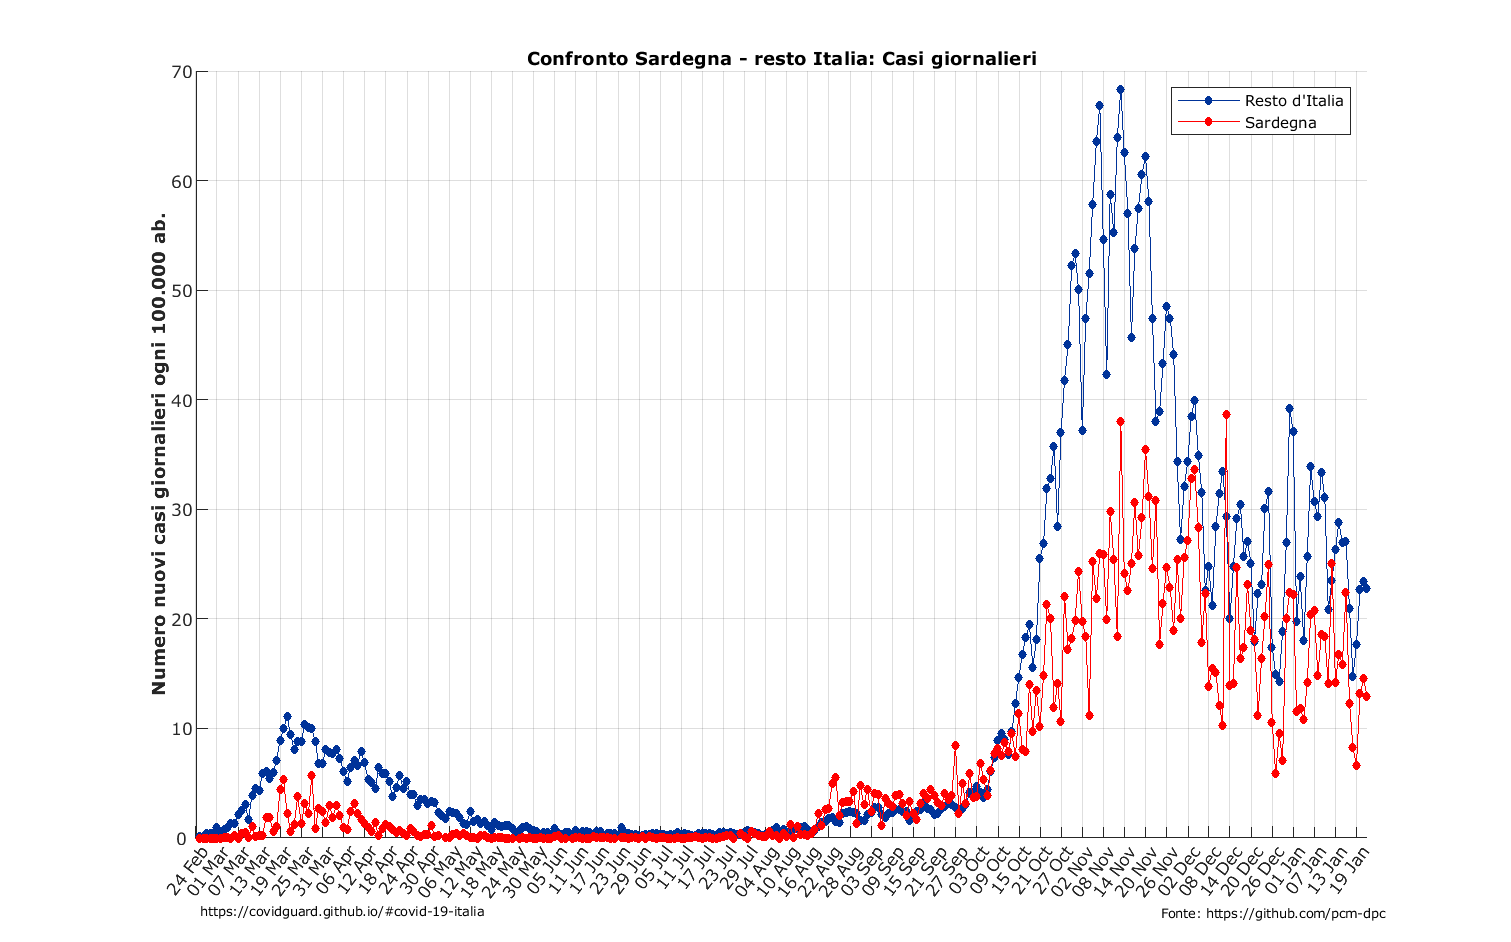 Confronto Sardegna - resto Italia: Casi giornalieri
Resto d'Italia
Sardegna
Numero nuovi casi giornalieri ogni 100.000 ab.
70
60
50
40
30
20
10
0
24 Feb
01 Mar
07 Mar
13 Mar
19 Mar
25 Mar
31 Mar
06 Apr
12 Apr
18 Apr
24 Apr
30 Apr
06 May
12 May
18 May
24 May
30 May
05 Jun
11 Jun
17 Jun
23 Jun
29 Jun
05 Jul
11 Jul
17 Jul
23 Jul
29 Jul
04 Aug
10 Aug
16 Aug
22 Aug
28 Aug
03 Sep
09 Sep
15 Sep
21 Sep
27 Sep
03 Oct
09 Oct
15 Oct
21 Oct
27 Oct
02 Nov
08 Nov
14 Nov
20 Nov
26 Nov
02 Dec
08 Dec
14 Dec
20 Dec
26 Dec
01 Jan
07 Jan
13 Jan
19 Jan
https://covidguard.github.io/#covid-19-italia
Fonte: https://github.com/pcm-dpc